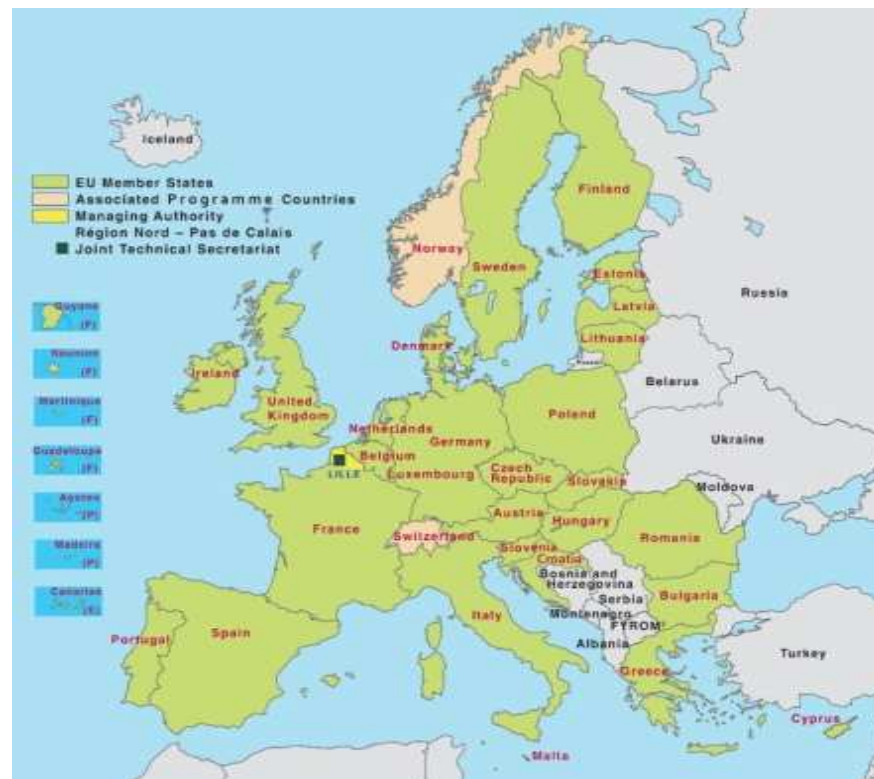 Iceland
EU Member States
Associated Programme Countries
Managing Authority
Région Nord – Pas de Calais
Joint Technical Secretariat
Finland
Norway
Sweden
Estonia
Russia
Latvia
Lithuania
Denmark
Belarus
Guyane
(F)
Réunion
(F)
Martinique
(F)
Guadeloupe
(F)
Açores
(P)
Madeira
(P)
Canarias
(E)
Ireland
United
Kingdom
Netherlands
Germany
Poland
Belgium
LILLE
Luxembourg
Czech
Republic
Slovakia
Ukraine
Moldova
Austria
Hungary
France
Switzerland
Romania
Slovenia
Croatia
Bosnia and
Herzegovina
Serbia
Bulgaria
Montenegro
FYROM
Albania
Italy
Portugal
Spain
Greece
Turkey
Cyprus
Malta